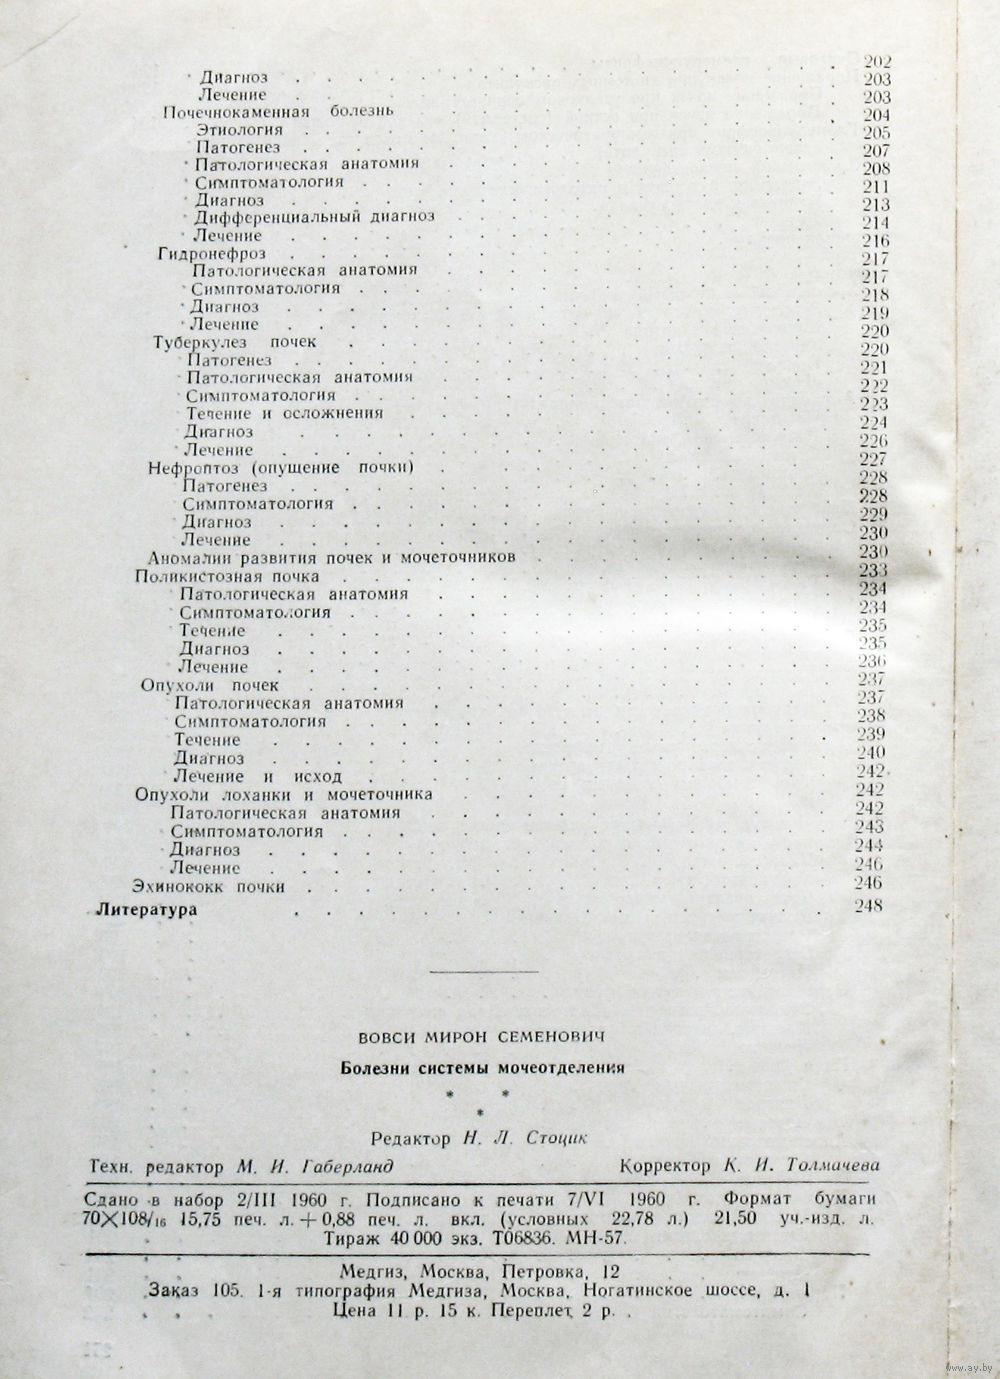 Диагноз . . . . . . . . . . . . . . . . . 202
Лечение . . . . . . . . . . . . . . . . . 203
Почечнокаменная болезнь . . . . . . . . . . . . . 203
Этиология . . . . . . . . . . . . . . . . . 204
Патогенез . . . . . . . . . . . . . . . . . 205
Патологическая анатомия . . . . . . . . . . . . . 207
Симптоматология . . . . . . . . . . . . . . . 208
Диагноз . . . . . . . . . . . . . . . . . 211
Дифференциальный диагноз . . . . . . . . . . . . . 213
Лечение . . . . . . . . . . . . . . . . . 214
Гидронефроз . . . . . . . . . . . . . . . . . 216
Патологическая анатомия . . . . . . . . . . . . . 217
Симптоматология . . . . . . . . . . . . . . . 217
Диагноз . . . . . . . . . . . . . . . . . 218
Лечение . . . . . . . . . . . . . . . . . 219
Туберкулез почек . . . . . . . . . . . . . . . 220
Патогенез . . . . . . . . . . . . . . . . . 220
Патологическая анатомия . . . . . . . . . . . . . 221
Симптоматология . . . . . . . . . . . . . . . 222
Течение и осложнения . . . . . . . . . . . . . . 223
Диагноз . . . . . . . . . . . . . . . . . 224
Лечение . . . . . . . . . . . . . . . . . 226
Нефроптоз (опущение почки) . . . . . . . . . . . . . 227
Патогенез . . . . . . . . . . . . . . . . . 228
Симптоматология . . . . . . . . . . . . . . . 228
Диагноз . . . . . . . . . . . . . . . . . 229
Лечение . . . . . . . . . . . . . . . . . 230
Аномалии развития почек и мочеточников . . . . . . . . . . 230
Поликистозная почка . . . . . . . . . . . . . . . 233
Патологическая анатомия . . . . . . . . . . . . . 234
Симптоматология . . . . . . . . . . . . . . . 234
Течение . . . . . . . . . . . . . . . . . 235
Диагноз . . . . . . . . . . . . . . . . . 235
Лечение . . . . . . . . . . . . . . . . . 236
Опухоли почек . . . . . . . . . . . . . . . . . 237
Патологическая анатомия . . . . . . . . . . . . . 237
Симптоматология . . . . . . . . . . . . . . . 238
Течение . . . . . . . . . . . . . . . . . 239
Диагноз . . . . . . . . . . . . . . . . . 240
Лечение и исход . . . . . . . . . . . . . . . 242
Опухоли лоханки и мочеточника . . . . . . . . . . . . 242
Патологическая анатомия . . . . . . . . . . . . . 242
Симптоматология . . . . . . . . . . . . . . . 243
Диагноз . . . . . . . . . . . . . . . . . 244
Лечение . . . . . . . . . . . . . . . . . 246
Эхинококк почки . . . . . . . . . . . . . . . . . 246
Литература . . . . . . . . . . . . . . . . . 248
ВОВСИ МИРОН СЕМЕНОВИЧ
Болезни системы мочеотделения
* *
*
Редактор Н. Л. Стоцик
Техн. редактор М. И. Габерланд Корректор К. И. Толмачева
Сдано в набор 2/III 1960 г. Подписано к печати 7/VI 1960 г. Формат бумаги
70×108/16 15,75 печ. л.+0,88 печ. л. вкл. (условных 22,78 л.) 21,50 уч.-изд. л.
Тираж 40 000 экз. Т06836. МН-57.
Медгиз, Москва, Петровка, 12
Заказ 105. 1-я типография Медгиза, Москва, Ногатинское шоссе, д. 1
Цена 11 р. 15 к. Переплет 2 р.
www.ay.by